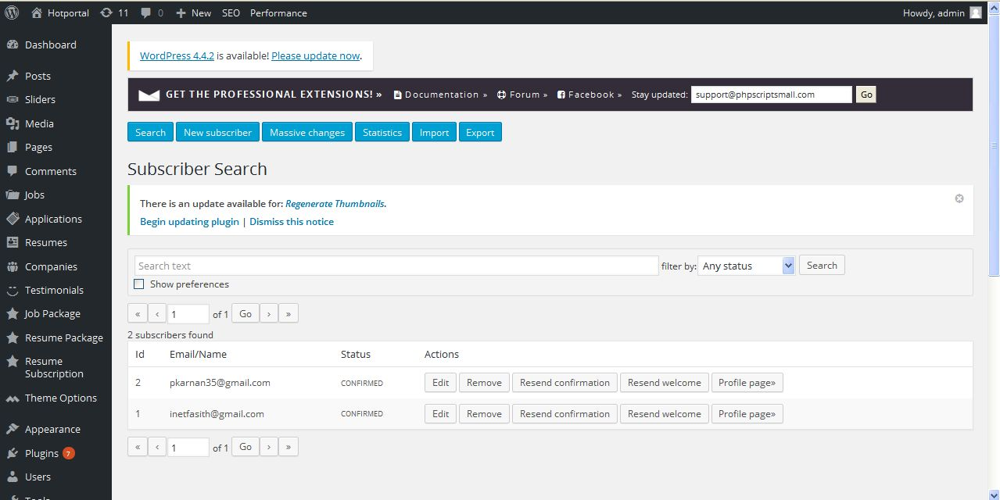 Hotportal 11 0 New SEO Performance Howdy, admin
Dashboard
Posts
Sliders
Media
Pages
Comments
Jobs
Applications
Resumes
Companies
Testimonials
Job Package
Resume Package
Resume
Subscription
Theme Options
Appearance
Plugins 7
Users
Tools
WordPress 4.4.2 is available! Please update now.
GET THE PROFESSIONAL EXTENSIONS! » Documentation » Forum » Facebook » Stay updated: support@phpscriptsmall.com Go
Search New subscriber Massive changes Statistics Import Export
Subscriber Search
There is an update available for: Regenerate Thumbnails.
Begin updating plugin | Dismiss this notice
Search text filter by: Any status Search
Show preferences
« ‹ 1 of 1 Go › »
2 subscribers found
Id Email/Name Status Actions
2 pkarnan35@gmail.com CONFIRMED Edit Remove Resend confirmation Resend welcome Profile page»
1 inetfasith@gmail.com CONFIRMED Edit Remove Resend confirmation Resend welcome Profile page»
« ‹ 1 of 1 Go › »